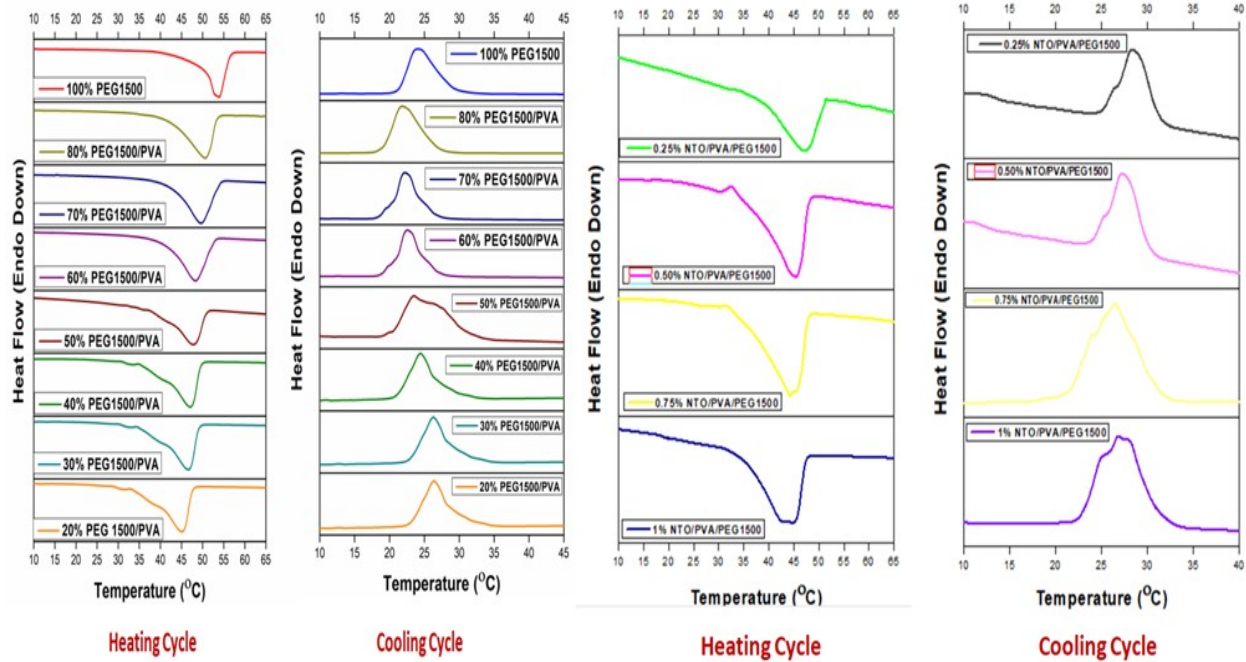 10 15 20 25 30 35 40 45 50 55 60 65
100% PEG1500
80% PEG1500/PVA
70% PEG1500/PVA
60% PEG1500/PVA
50% PEG1500/PVA
40% PEG1500/PVA
30% PEG1500/PVA
20% PEG 1500/PVA
Heat Flow (Endo Down)
10 15 20 25 30 35 40 45 50 55 60 65
Temperature (°C)
Heating Cycle
10 15 20 25 30 35 40 45
100% PEG1500
80% PEG1500/PVA
70% PEG1500/PVA
60% PEG1500/PVA
50% PEG1500/PVA
40% PEG1500/PVA
30% PEG1500/PVA
20% PEG1500/PVA
Heat Flow (Endo Down)
10 15 20 25 30 35 40 45
Temperature (°C)
Cooling Cycle
10 15 20 25 30 35 40 45 50 55 60 65
0.25% NTO/PVA/PEG1500
0.50% NTO/PVA/PEG1500
0.75% NTO/PVA/PEG1500
1% NTO/PVA/PEG1500
Heat Flow (Endo Down)
10 15 20 25 30 35 40 45 50 55 60 65
Temperature (°C)
Heating Cycle
10 15 20 25 30 35 40
0.25% NTO/PVA/PEG1500
0.50% NTO/PVA/PEG1500
0.75% NTO/PVA/PEG1500
1% NTO/PVA/PEG1500
Heat Flow (Endo Down)
10 15 20 25 30 35 40
Temperature (°C)
Cooling Cycle